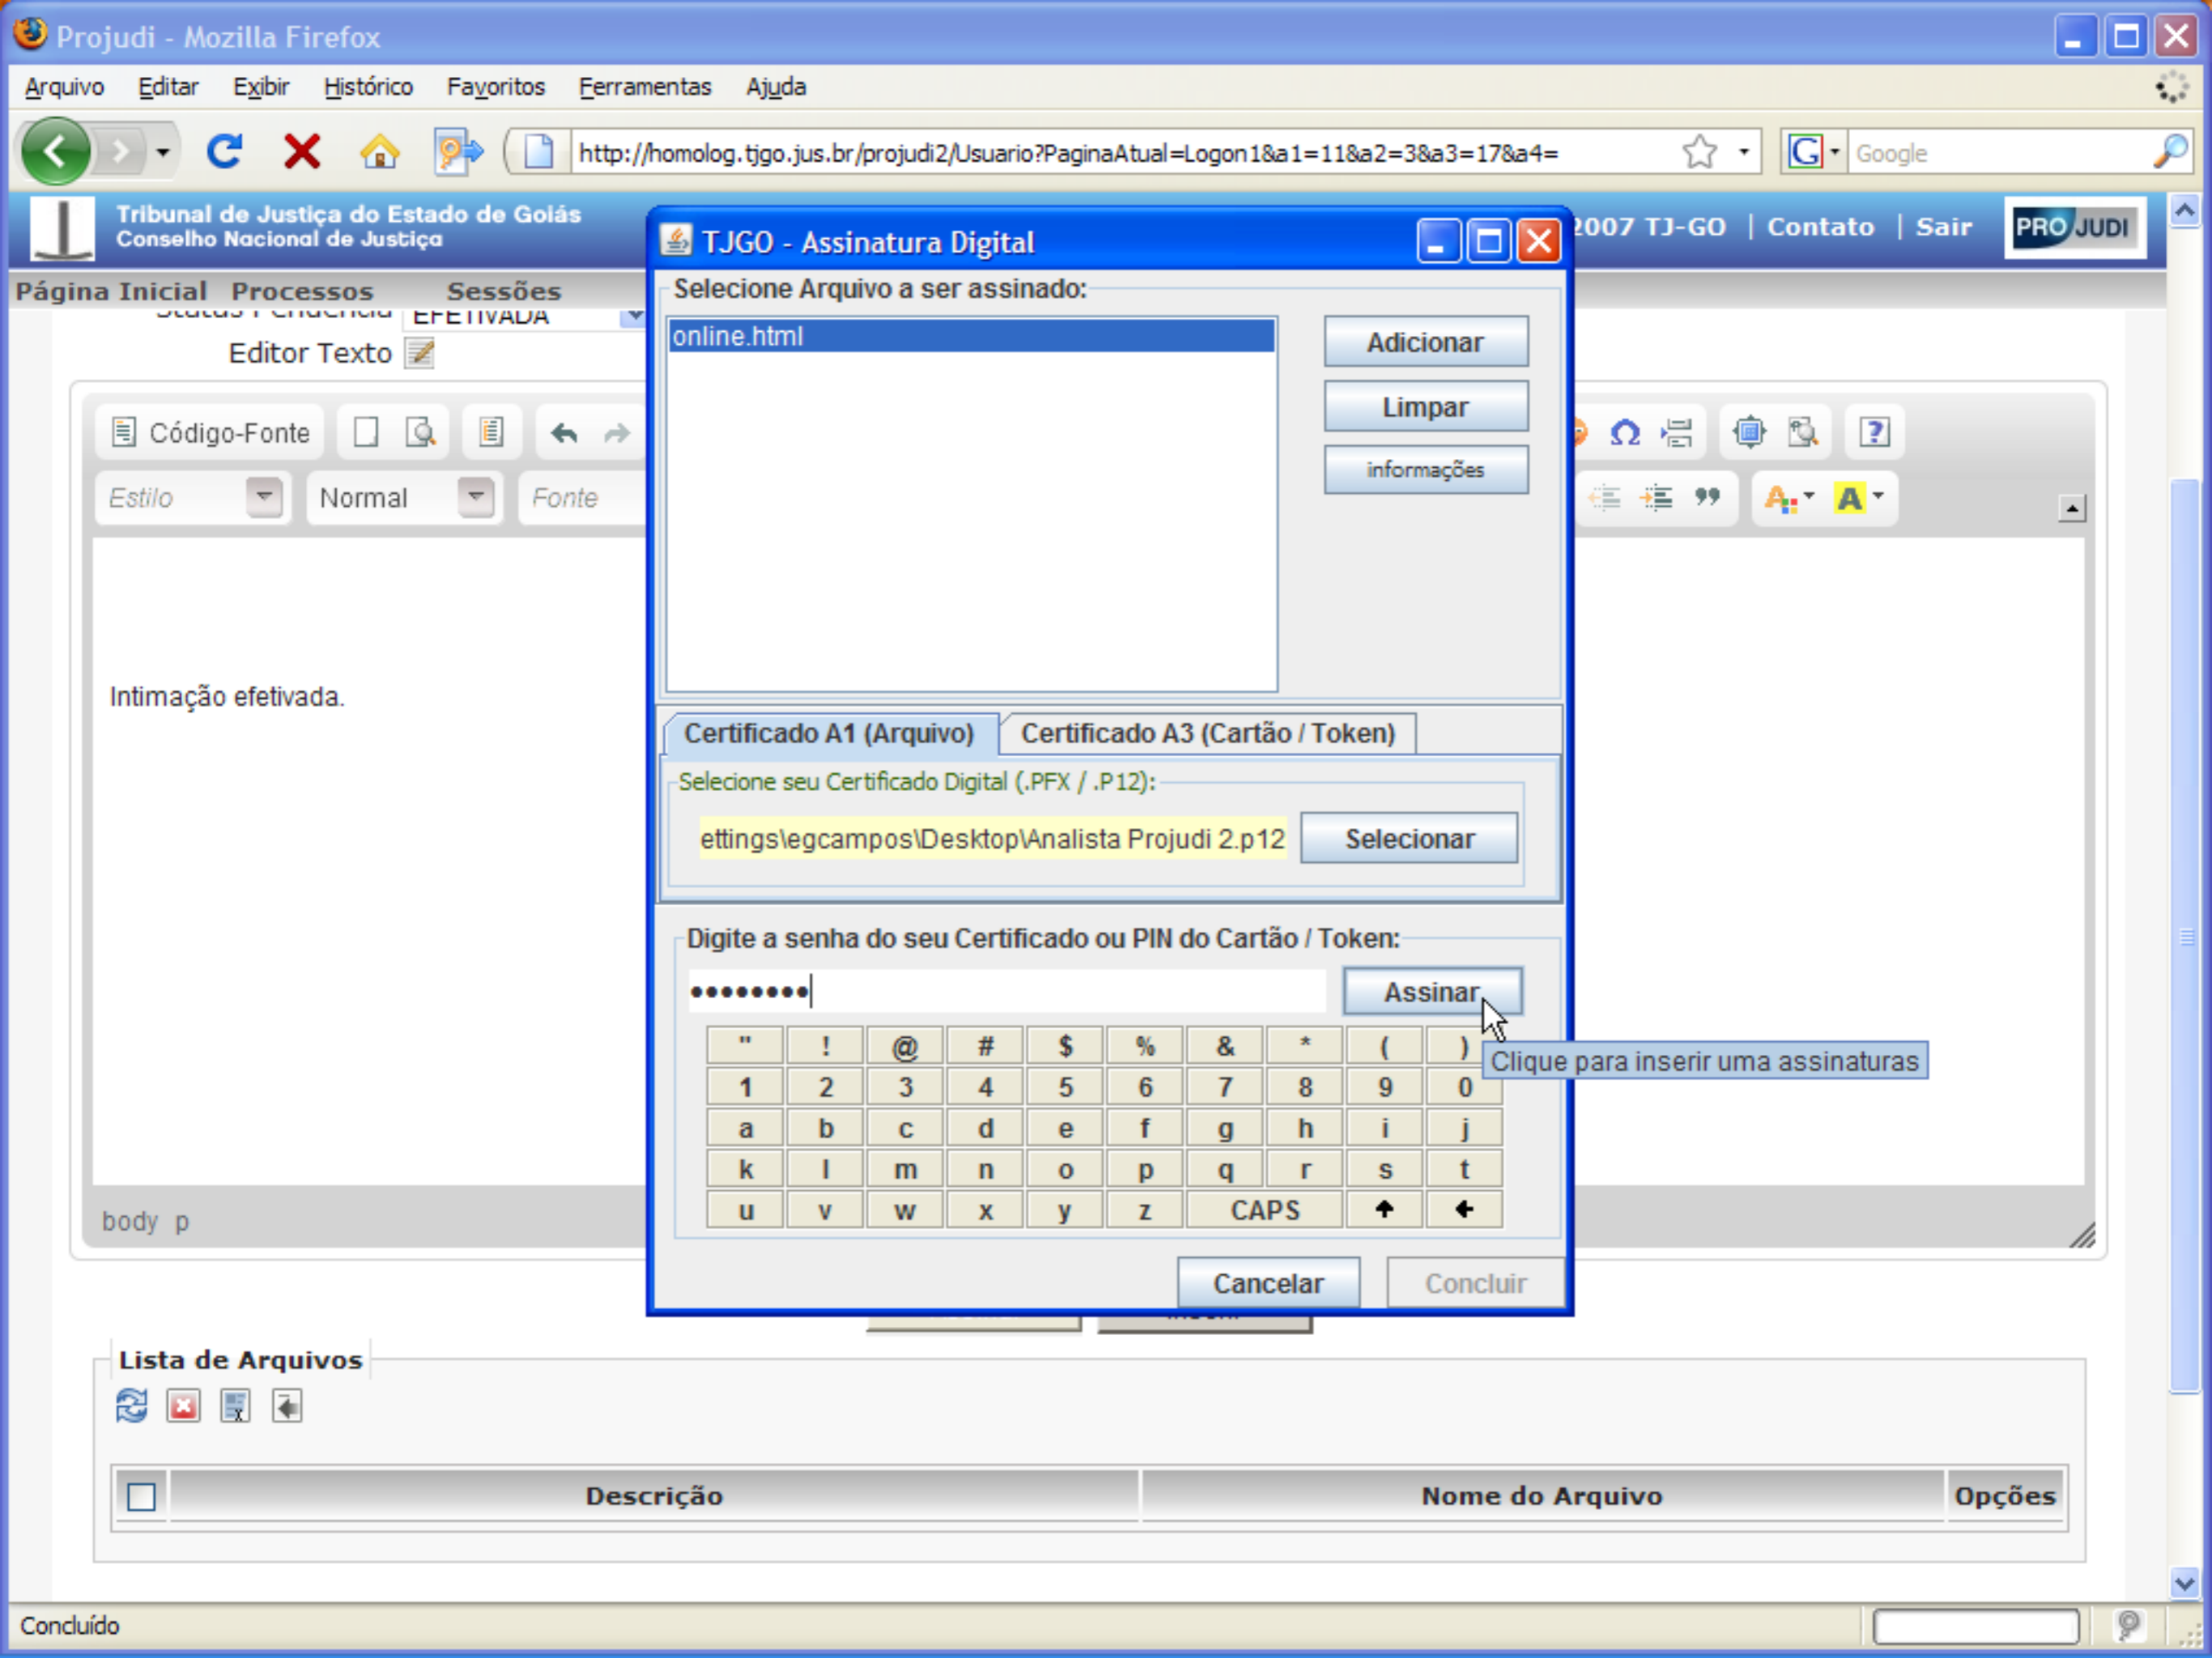 Projudi - Mozilla Firefox
Arquivo Editar Exibir Histórico Favoritos Ferramentas Ajuda
http://homolog.tjgo.jus.br/projudi2/Usuario?PaginaAtual=Logon1&a1=11&a2=3&a3=17&a4=
G Google
Tribunal de Justiça do Estado de Goiás
Conselho Nacional de Justiça
2007 TJ-GO | Contato | Sair
PROJUDI
Página Inicial Processos Sessões
Status Pendência EFETIVADA
Editor Texto
Código-Fonte
Estilo Normal Fonte
Intimação efetivada.
body p
TJGO - Assinatura Digital
Selecione Arquivo a ser assinado:
online.html
Adicionar
Limpar
informações
Certificado A1 (Arquivo) Certificado A3 (Cartão / Token)
Selecione seu Certificado Digital (.PFX / .P12):
ettings\egcampos\Desktop\Analista Projudi 2.p12 Selecionar
Digite a senha do seu Certificado ou PIN do Cartão / Token:
•••••••• Assinar
Clique para inserir uma assinaturas
" ! @ # $ % & * ( )
1 2 3 4 5 6 7 8 9 0
a b c d e f g h i j
k l m n o p q r s t
u v w x y z CAPS
Cancelar Concluir
Lista de Arquivos
Descrição Nome do Arquivo Opções
Concluído